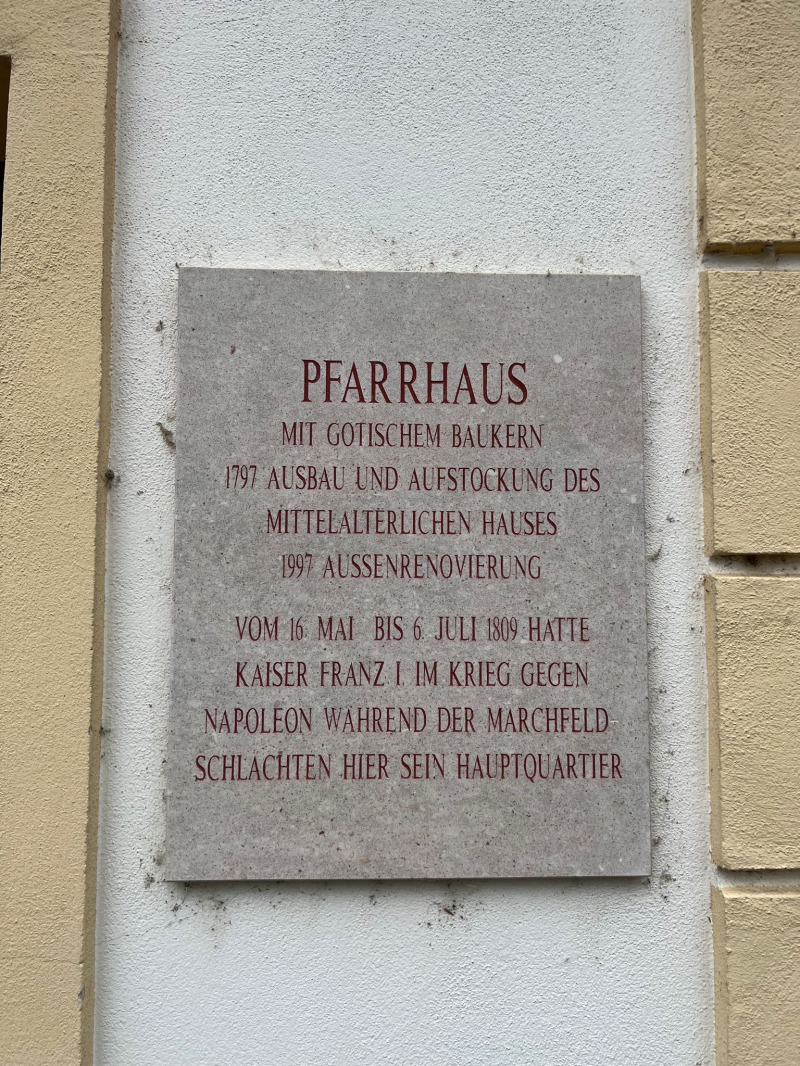 PFARRHAUS
MIT GOTISCHEM BAUKERN
1797 AUSBAU UND AUFSTOCKUNG DES
MITTELALTERLICHEN HAUSES
1997 AUSSENRENOVIERUNG
VOM 16. MAI BIS 6. JULI 1809 HATTE
KAISER FRANZ I. IM KRIEG GEGEN
NAPOLEON WÄHREND DER MARCHFELD
SCHLACHTEN HIER SEIN HAUPTQUARTIER